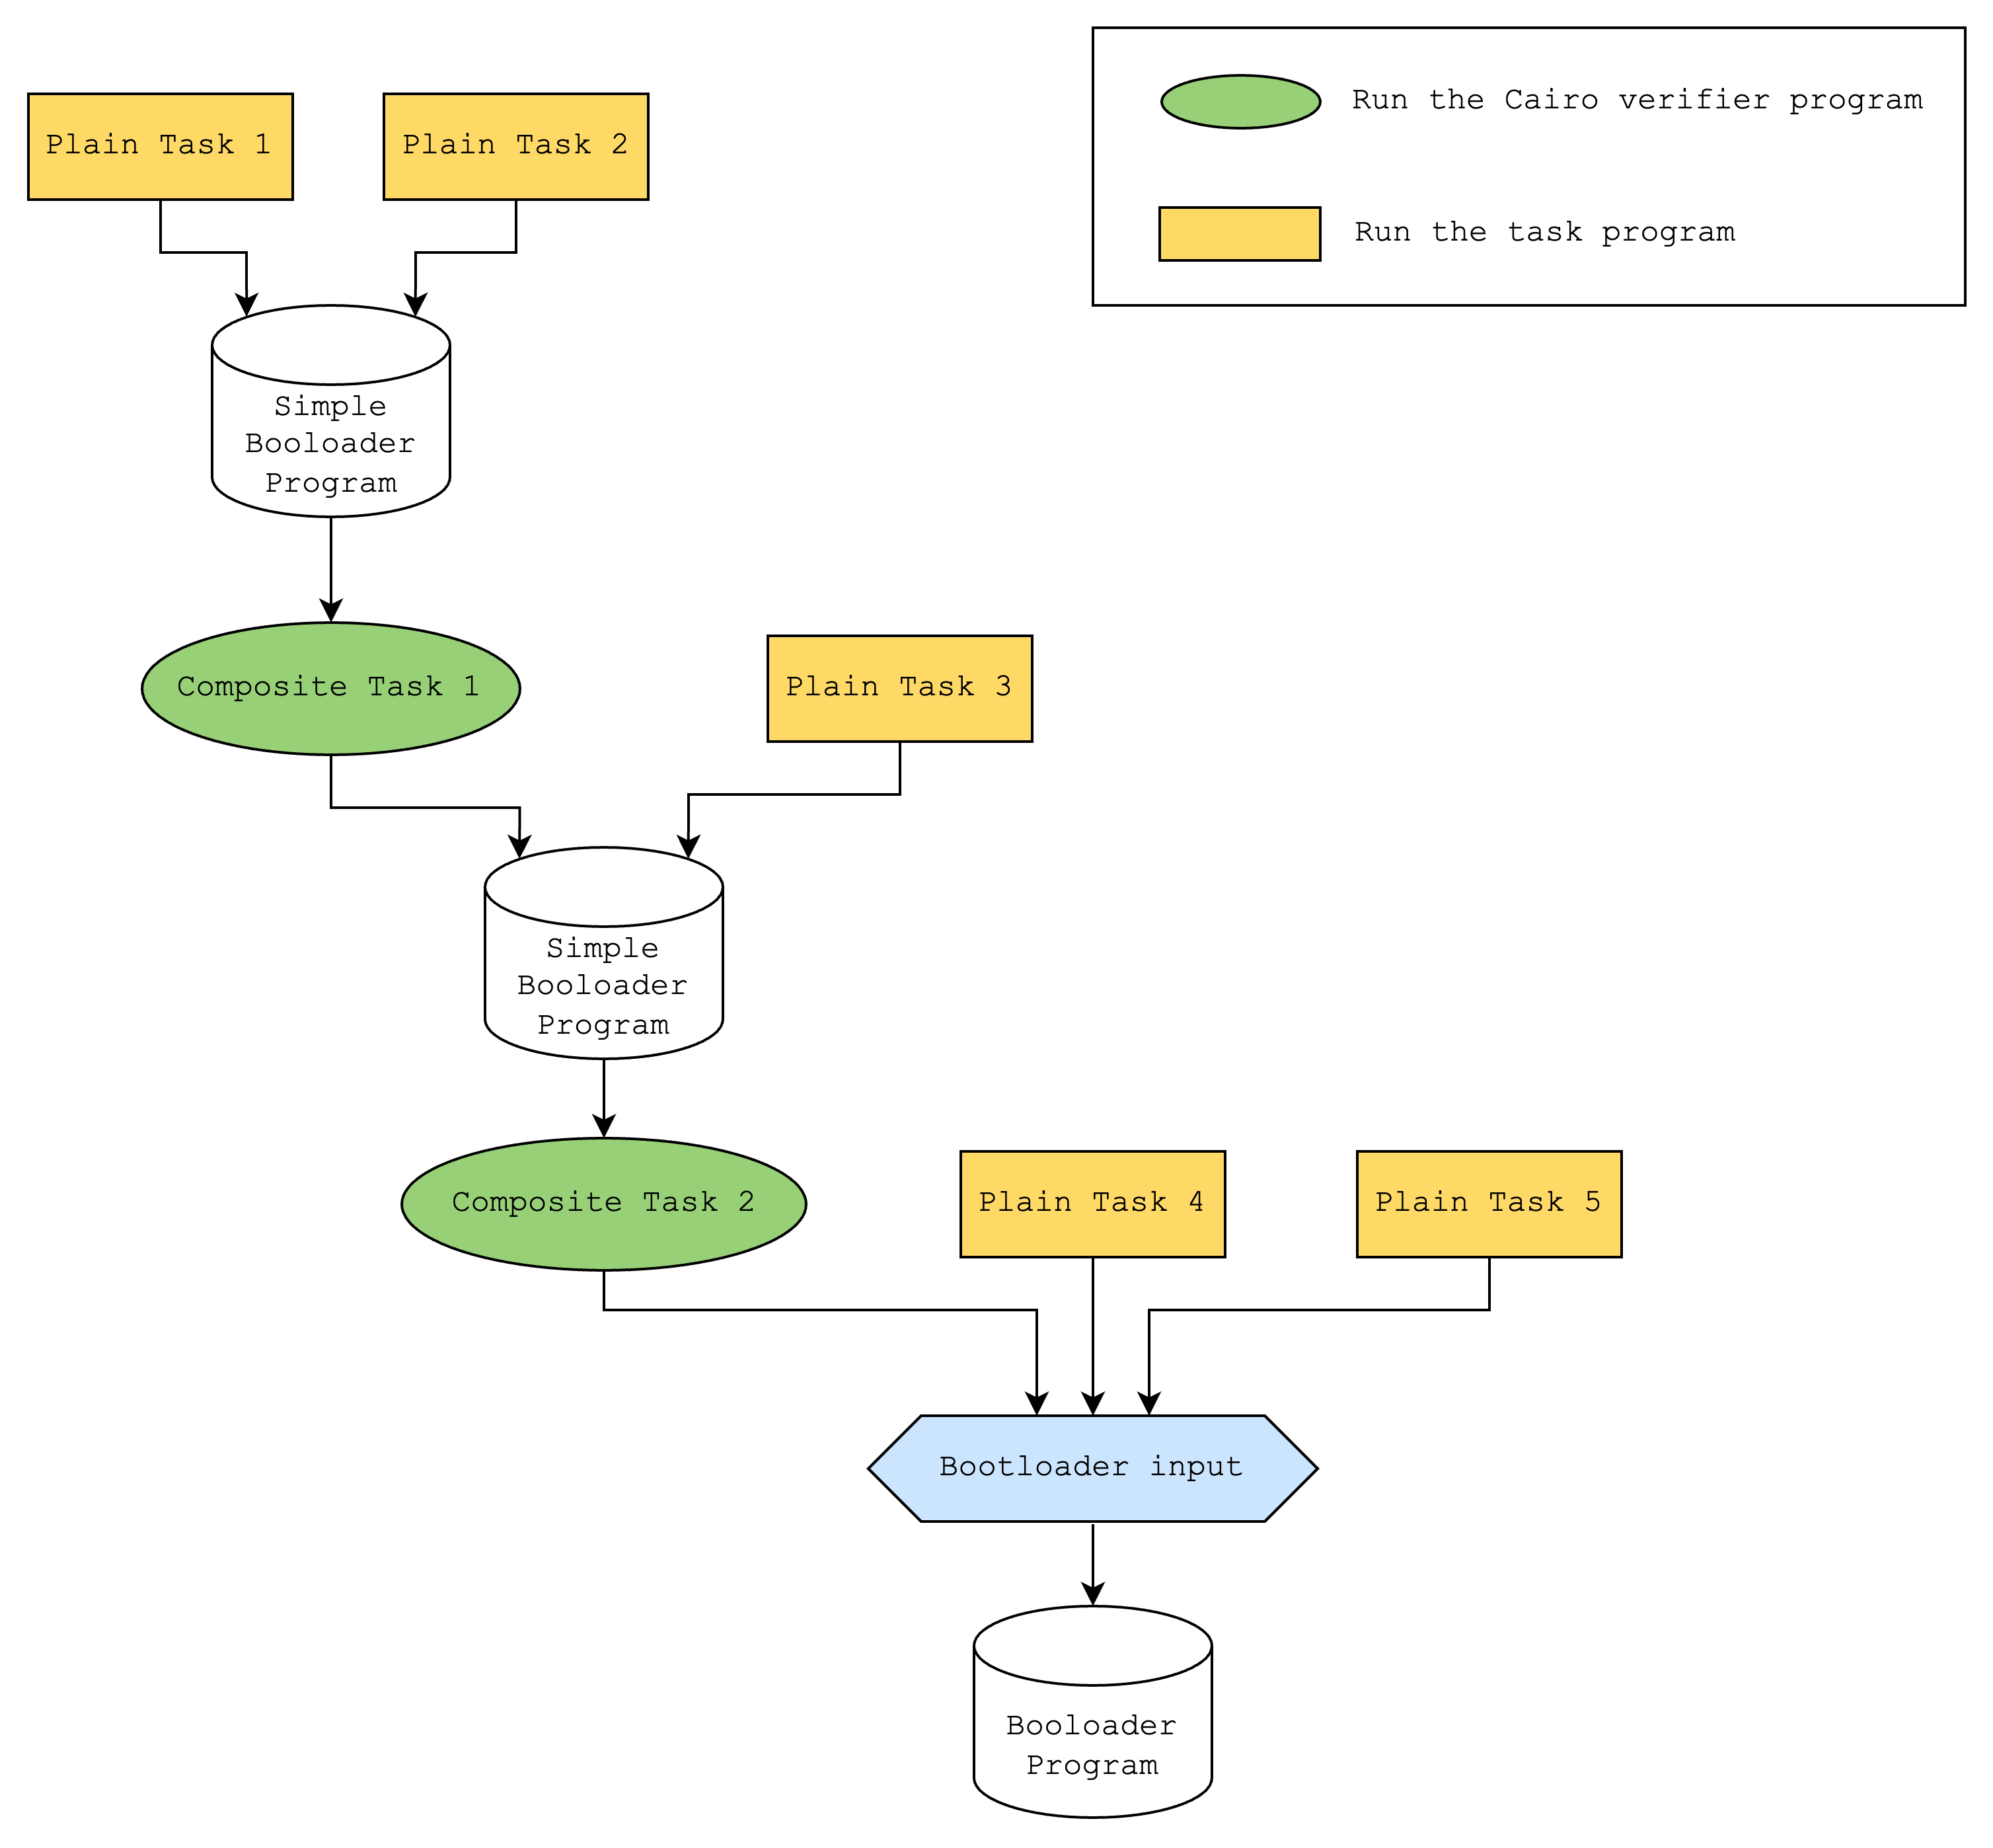 Run the Cairo verifier program
Plain Task 1
Plain Task 2
Run the task program
Simple
Booloader
Program
Composite Task 1
Plain Task 3
Simple
Booloader
Program
Composite Task 2
Plain Task 4
Plain Task 5
Bootloader input
Booloader
Program